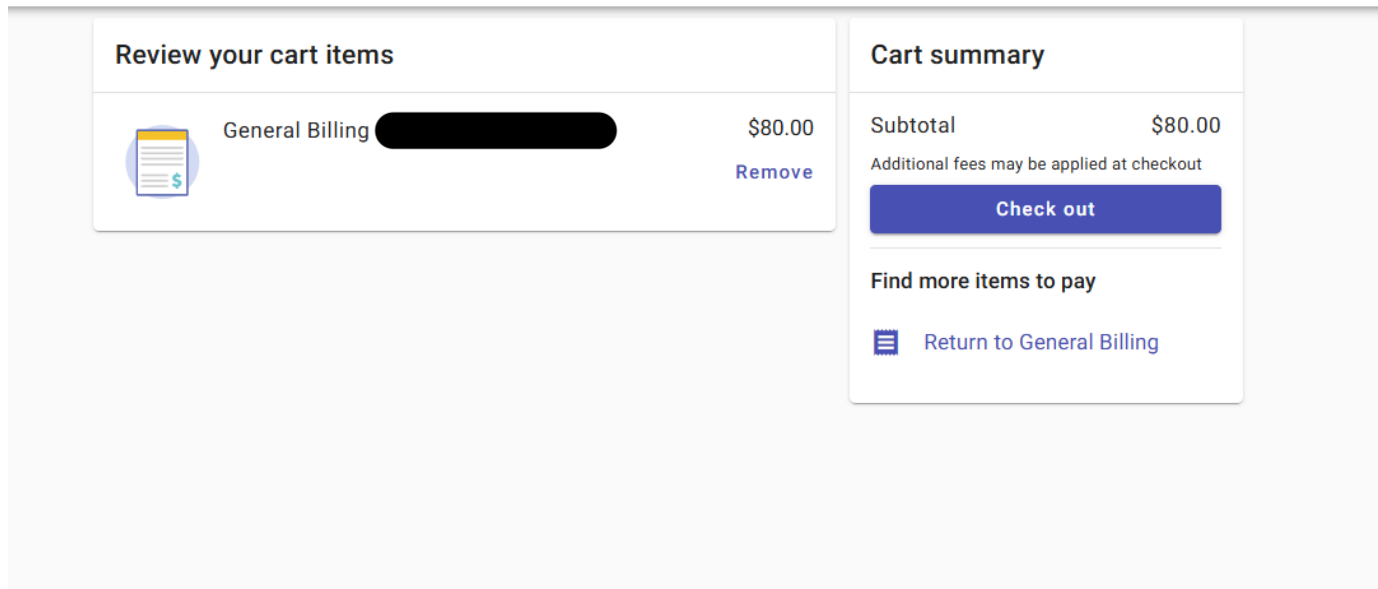 Review your cart items
General Billing
$80.00
Remove
Cart summary
Subtotal $80.00
Additional fees may be applied at checkout
Check out
Find more items to pay
Return to General Billing